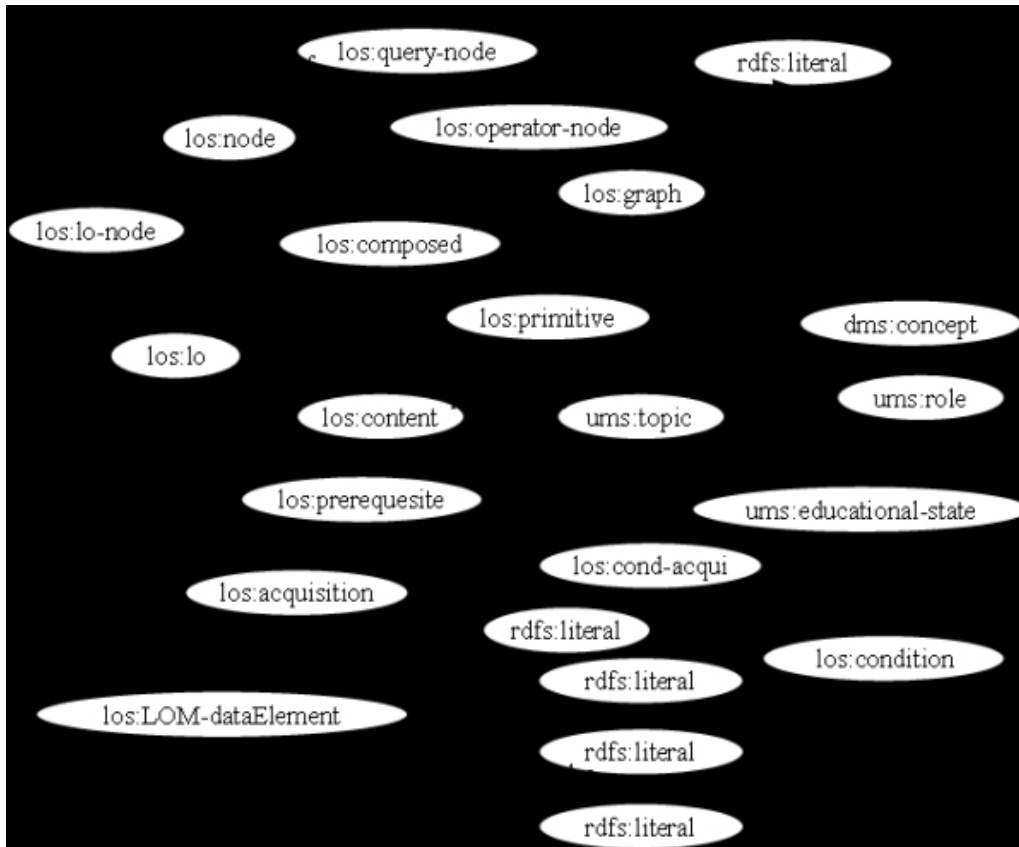 los:query-node
rdfs:literal
los:operator-node
los:node
los:graph
los:lo-node
los:composed
los:primitive
dms:concept
los:lo
ums:role
los:content
ums:topic
los:prerequesite
ums:educational-state
los:cond-acqui
los:acquisition
rdfs:literal
los:condition
rdfs:literal
los:LOM-dataElement
rdfs:literal
rdfs:literal